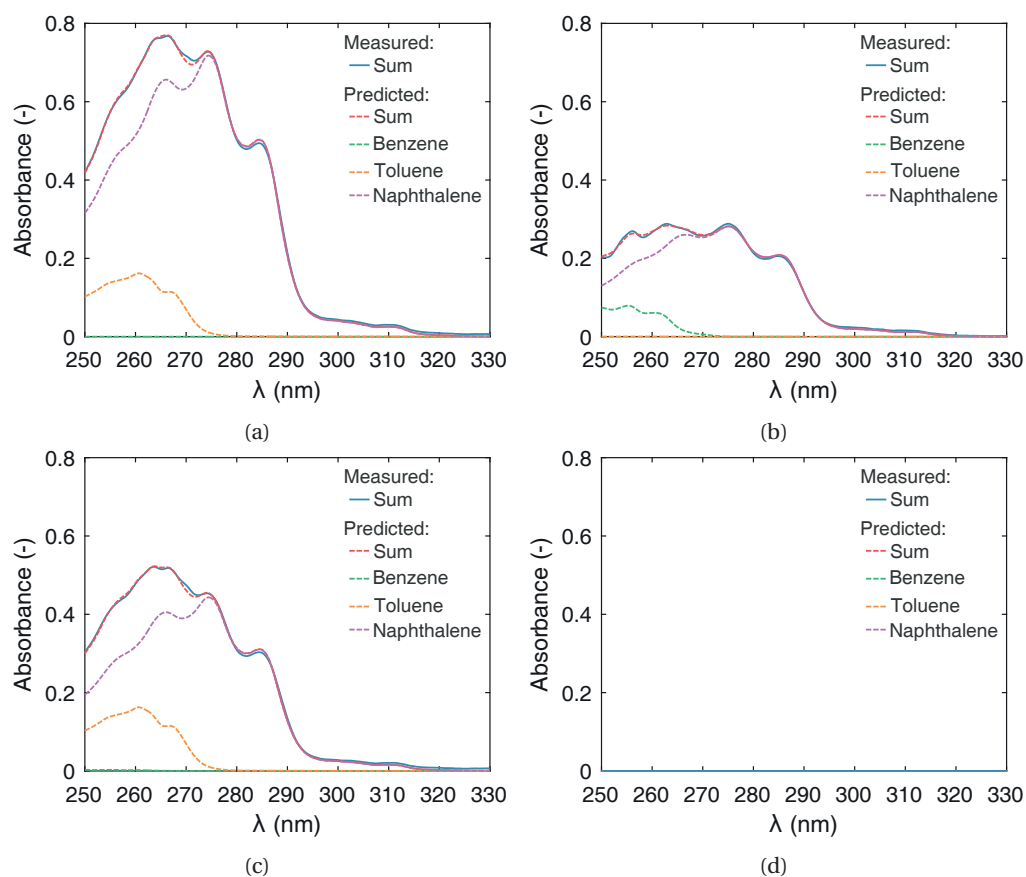 0.8
0.6
0.4
0.2
0
Absorbance (-)
250 260 270 280 290 300 310 320 330
λ (nm)
Measured:
Sum
Predicted:
Sum
Benzene
Toluene
Naphthalene
(a)
0.8
0.6
0.4
0.2
0
Absorbance (-)
250 260 270 280 290 300 310 320 330
λ (nm)
Measured:
Sum
Predicted:
Sum
Benzene
Toluene
Naphthalene
(b)
0.8
0.6
0.4
0.2
0
Absorbance (-)
250 260 270 280 290 300 310 320 330
λ (nm)
Measured:
Sum
Predicted:
Sum
Benzene
Toluene
Naphthalene
(c)
0.8
0.6
0.4
0.2
0
Absorbance (-)
250 260 270 280 290 300 310 320 330
λ (nm)
Measured:
Sum
Predicted:
Sum
Benzene
Toluene
Naphthalene
(d)